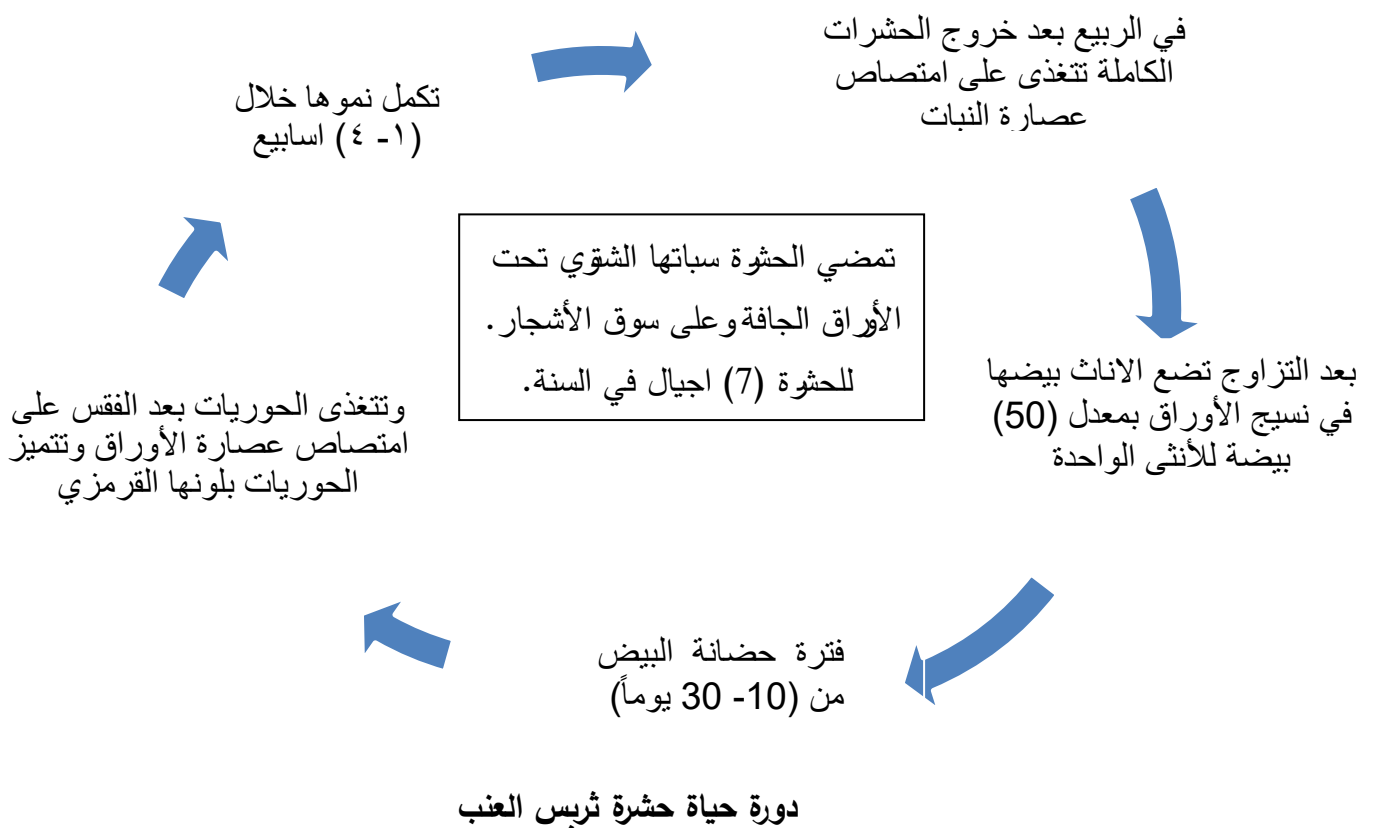 في الربيع بعد خروج الحشرات
الكاملة تتغذى على امتصاص
عصارة النبات
بعد التزاوج تضع الاناث بيضها
في نسيج الأوراق بمعدل (50)
بيضة للأنثى الواحدة
فترة حضانة البيض
من (10- 30 يوماً)
وتتغذى الحوريات بعد الفقس على
امتصاص عصارة الأوراق وتتميز
الحوريات بلونها القرمزي
تكمل نموها خلال
(١- ٤) اسابيع
تمضي الحشرة سباتها الشتوي تحت
الأوراق الجافة وعلى سوق الأشجار.
للحشرة (7) اجيال في السنة.
دورة حياة حشرة ثربس العنب